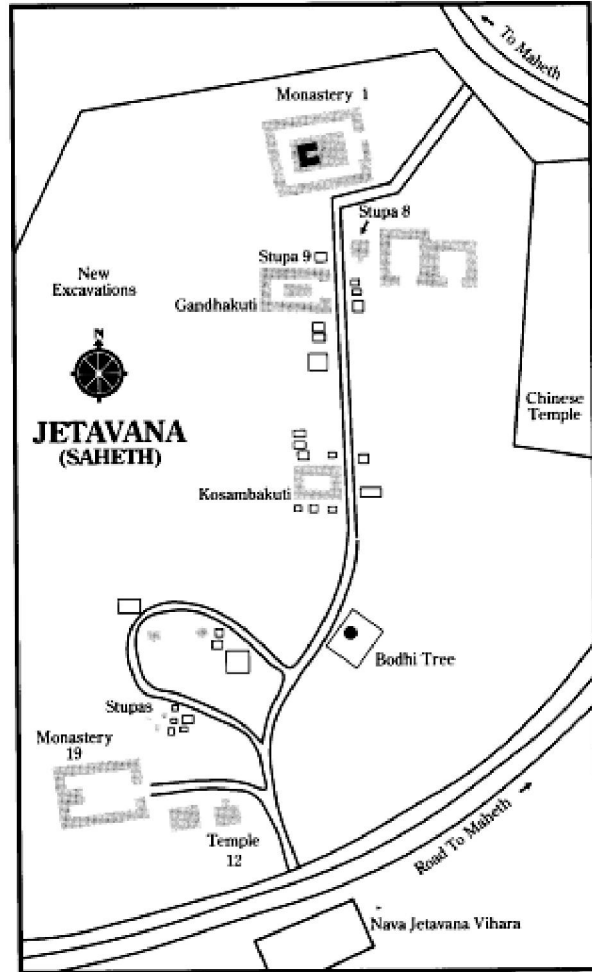 To Maheth
Monastery 1
Stupa 8
Stupa 9
New
Excavations
Gandhakuti
N
JETAVANA
(SAHETH)
Chinese
Temple
Kosambakuti
Bodhi Tree
Stupas
Monastery
19
Temple
12
Road To Maheth
Nava Jetavana Vihara